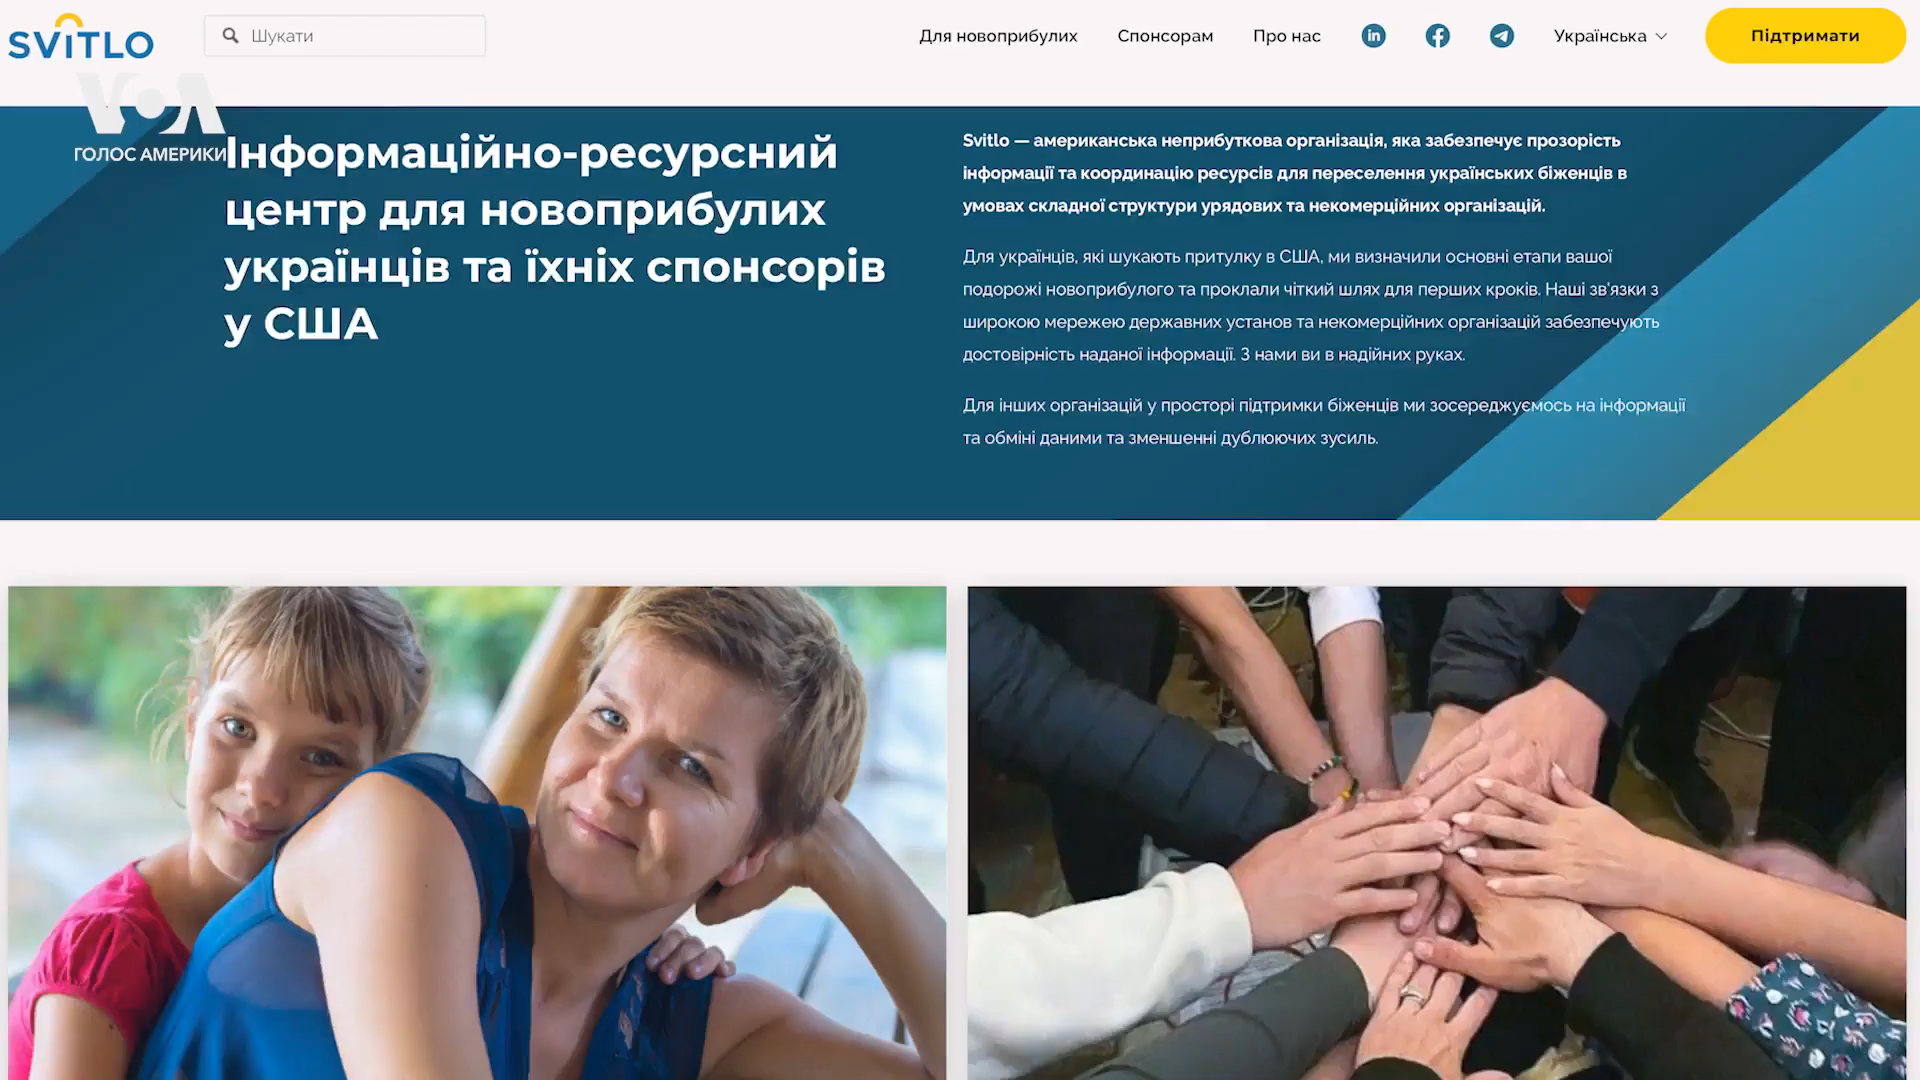 SVITLO
Шукати
Для новоприбулих
Спонсорам
Про нас
Українська
Підтримати
VOA
ГОЛОС АМЕРИКИ
Інформаційно-ресурсний
центр для новоприбулих
українців та їхніх спонсорів
у США
Svitlo — американська неприбуткова організація, яка забезпечує прозорість
інформації та координацію ресурсів для переселення українських біженців в
умовах складної структури урядових та некомерційних організацій.
Для українців, які шукають притулку в США, ми визначили основні етапи вашої
подорожі новоприбулого та проклали чіткий шлях для перших кроків. Наші зв'язки з
широкою мережею державних установ та некомерційних організацій забезпечують
достовірність наданої інформації. З нами ви в надійних руках.
Для інших організацій у просторі підтримки біженців ми зосереджуємось на інформації
та обміні даними та зменшенні дублюючих зусиль.